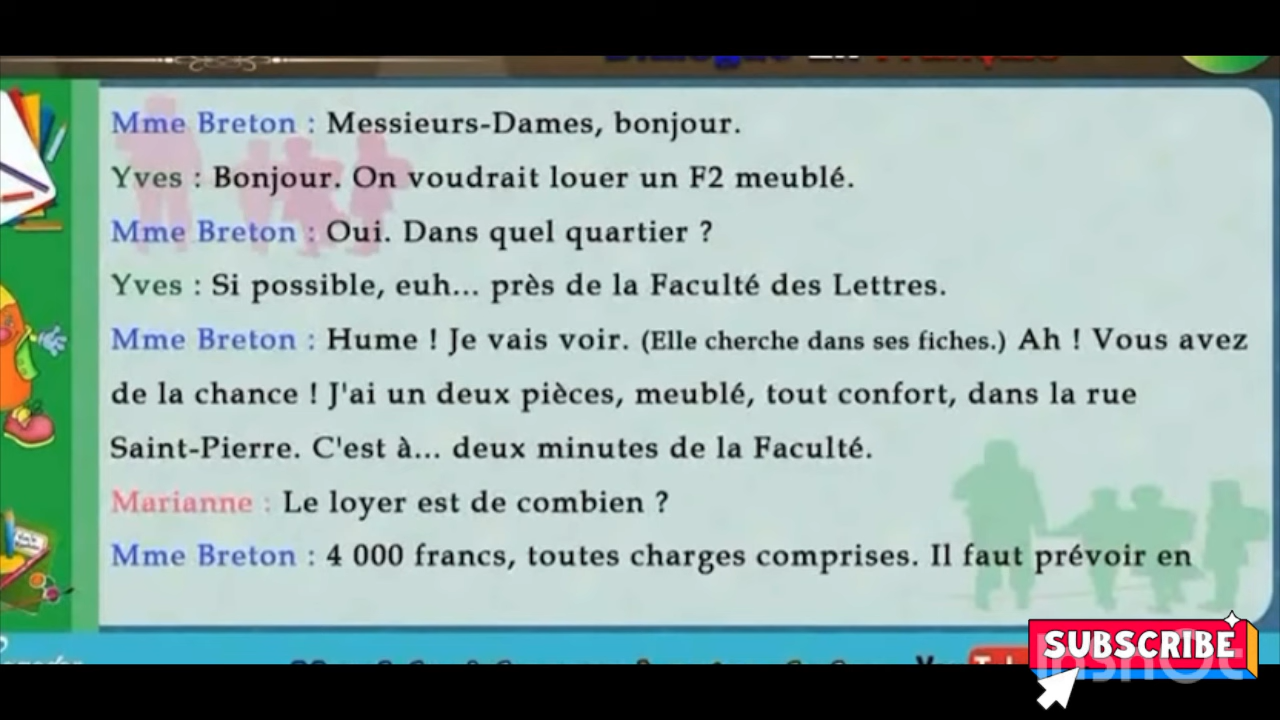 Mme Breton : Messieurs-Dames, bonjour.
Yves : Bonjour. On voudrait louer un F2 meublé.
Mme Breton : Oui. Dans quel quartier ?
Yves : Si possible, euh... près de la Faculté des Lettres.
Mme Breton : Hume ! Je vais voir. (Elle cherche dans ses fiches.) Ah ! Vous avez
de la chance ! J'ai un deux pièces, meublé, tout confort, dans la rue
Saint-Pierre. C'est à... deux minutes de la Faculté.
Marianne : Le loyer est de combien ?
Mme Breton : 4 000 francs, toutes charges comprises. Il faut prévoir en
SUBSCRIBE